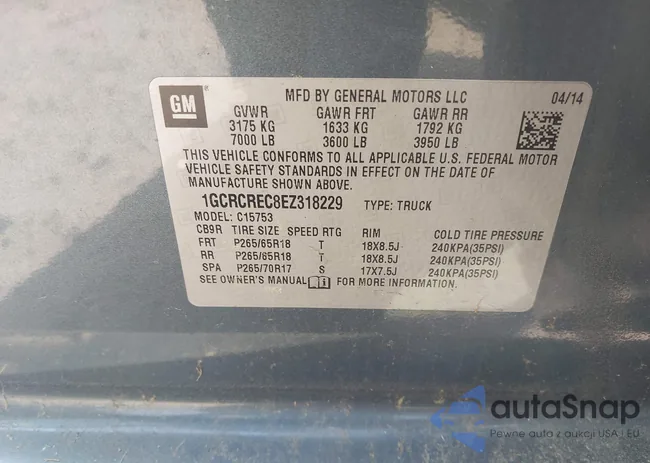 GM
MFD BY GENERAL MOTORS LLC 04/14
GVWR GAWR FRT GAWR RR
3175 KG 1633 KG 1792 KG
7000 LB 3600 LB 3950 LB
THIS VEHICLE CONFORMS TO ALL APPLICABLE U.S. FEDERAL MOTOR
VEHICLE SAFETY STANDARDS IN EFFECT ON THE DATE OF
MANUFACTURE SHOWN ABOVE.
1GCRCREC8EZ318229 TYPE: TRUCK
MODEL: C15753
CB9R TIRE SIZE SPEED RTG RIM COLD TIRE PRESSURE
FRT P265/65R18 T 18X8.5J 240KPA(35PSI)
RR P265/65R18 T 18X8.5J 240KPA(35PSI)
SPA P265/70R17 S 17X7.5J 240KPA(35PSI)
SEE OWNER'S MANUAL FOR MORE INFORMATION.
autoSnap
Pewne auto z aukcji USA i EU